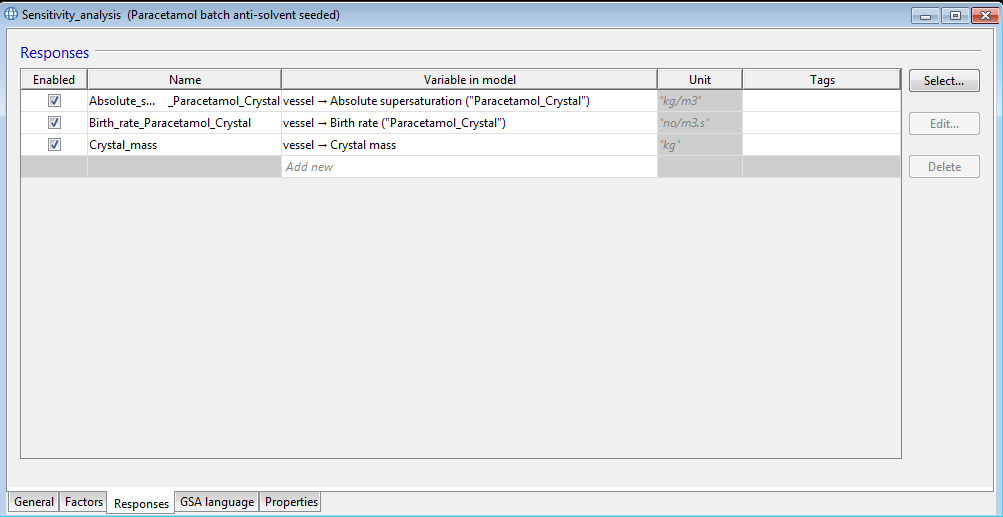 Sensitivity_analysis (Paracetamol batch anti-solvent seeded)
Responses
Enabled Name Variable in model Unit Tags
Absolute_s... _Paracetamol_Crystal vessel → Absolute supersaturation ("Paracetamol_Crystal") "kg/m3"
Birth_rate_Paracetamol_Crystal vessel → Birth rate ("Paracetamol_Crystal") "no/m3.s"
Crystal_mass vessel → Crystal mass "kg"
Add new
Select...
Edit...
Delete
General Factors Responses GSA language Properties